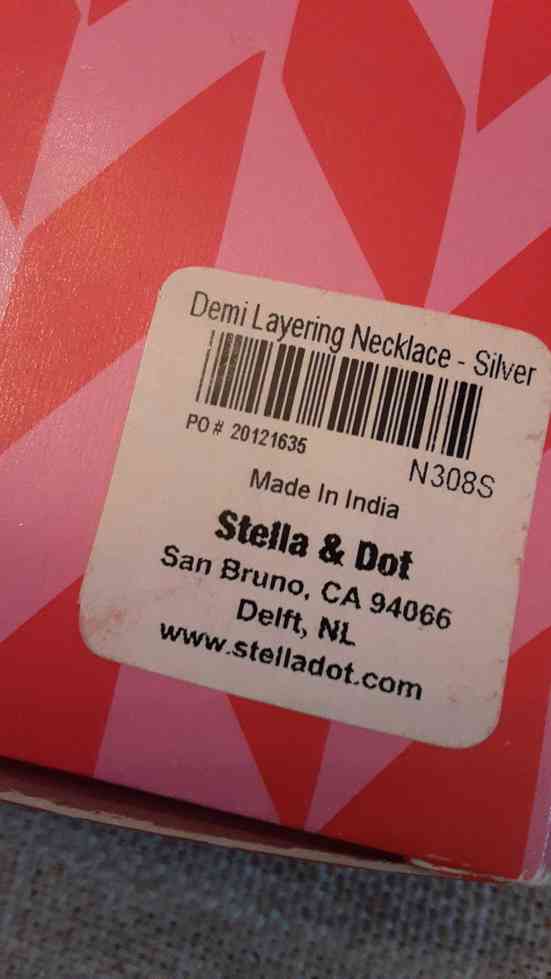 Demi Layering Necklace - Silver
PO # 20121635
N308S
Made In India
Stella & Dot
San Bruno, CA 94066
Delft, NL
www.stelladot.com